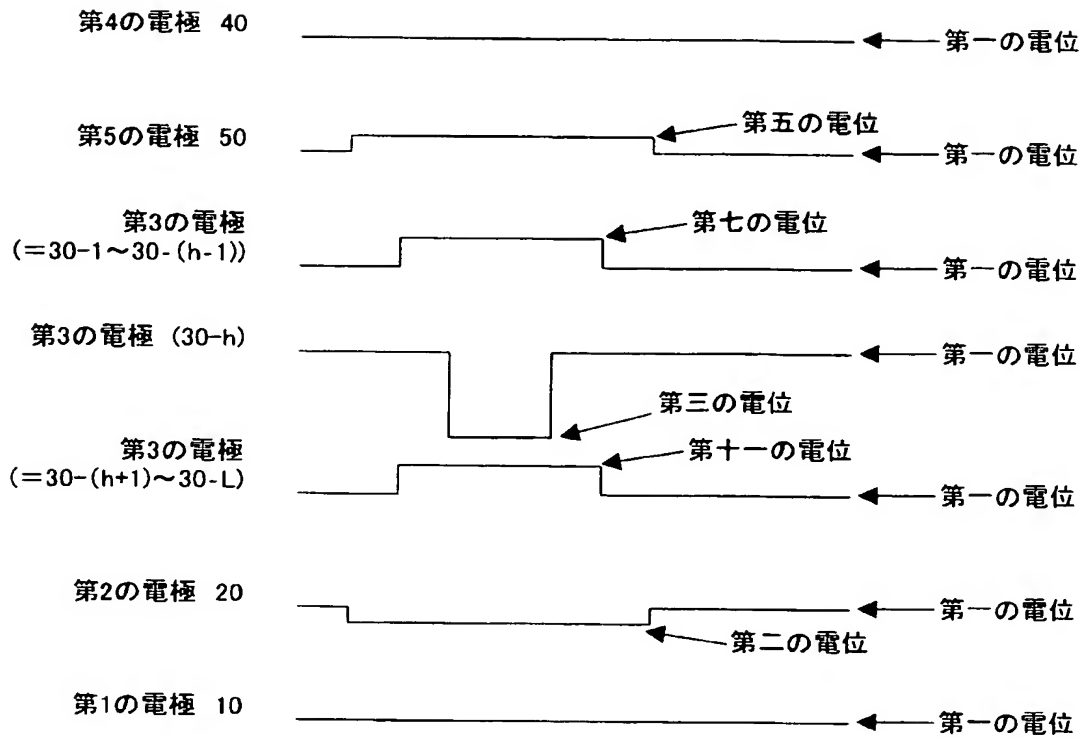 第4の電極 40
第一の電位
第5の電極 50
第五の電位
第一の電位
第3の電極
(=30-1～30-(h-1))
第七の電位
第一の電位
第3の電極 (30-h)
第一の電位
第三の電位
第3の電極
(=30-(h+1)～30-L)
第十一の電位
第一の電位
第2の電極 20
第一の電位
第二の電位
第1の電極 10
第一の電位